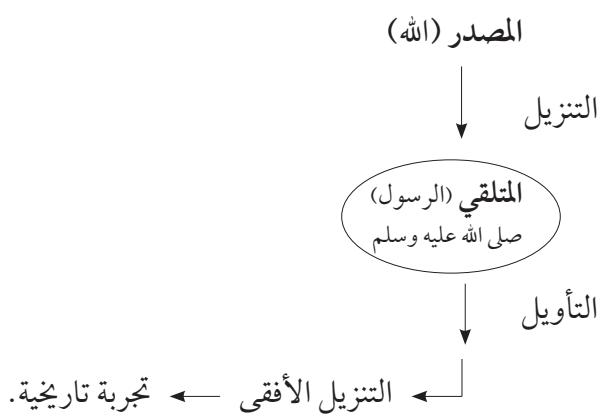 المصدر (الله)
التنزيل
المتلقي (الرسول)
صلى الله عليه وسلم
التأويل
التنزيل الأفقي ← تجربة تاريخية.